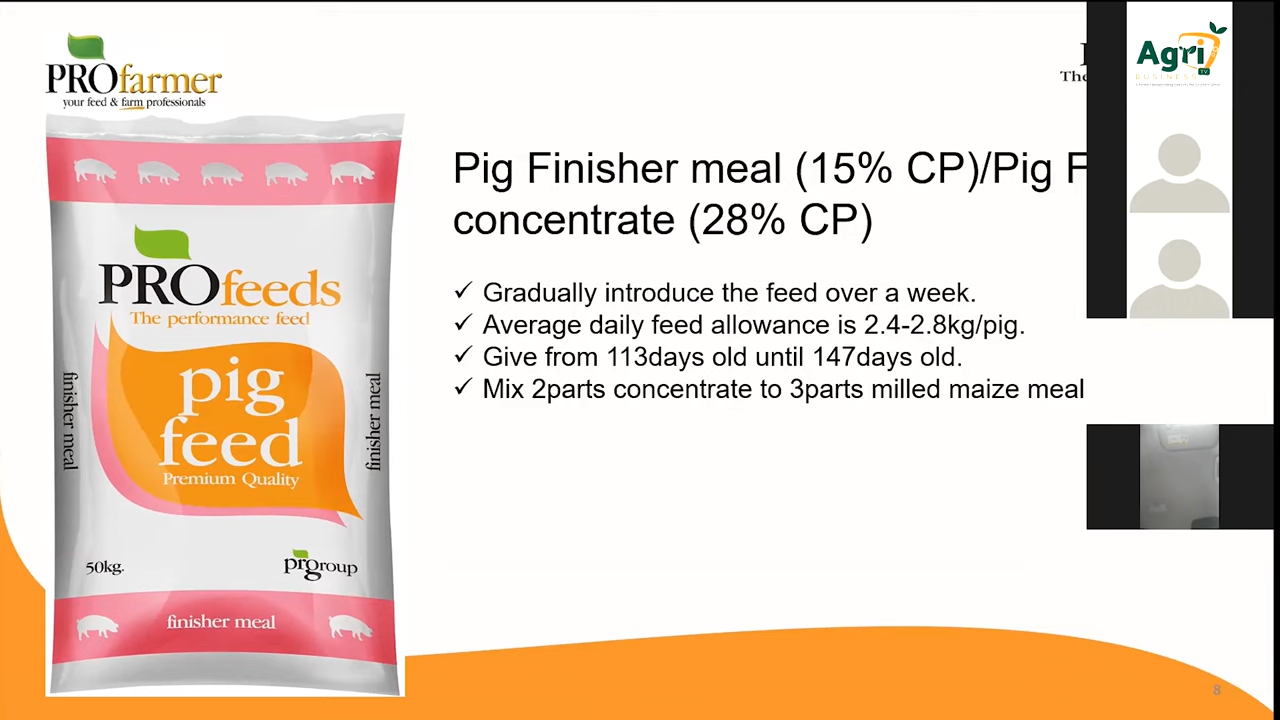 PROfarmer
your feed & farm professionals
The
Agri
BUSINESS
TV
Pig Finisher meal (15% CP)/Pig F
concentrate (28% CP)
✓ Gradually introduce the feed over a week.
✓ Average daily feed allowance is 2.4-2.8kg/pig.
✓ Give from 113days old until 147days old.
✓ Mix 2parts concentrate to 3parts milled maize meal
PROfeeds
The performance feed
pig
feed
Premium Quality
finisher meal
finisher meal
50kg.
progroup
finisher meal
8